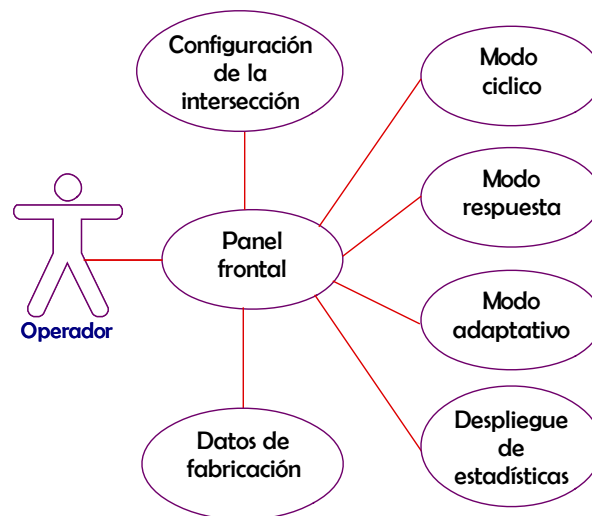 Configuración
de la
intersección
Modo
ciclico
Modo
respuesta
Panel
frontal
Operador
Modo
adaptativo
Datos de
fabricación
Despliegue
de
estadísticas